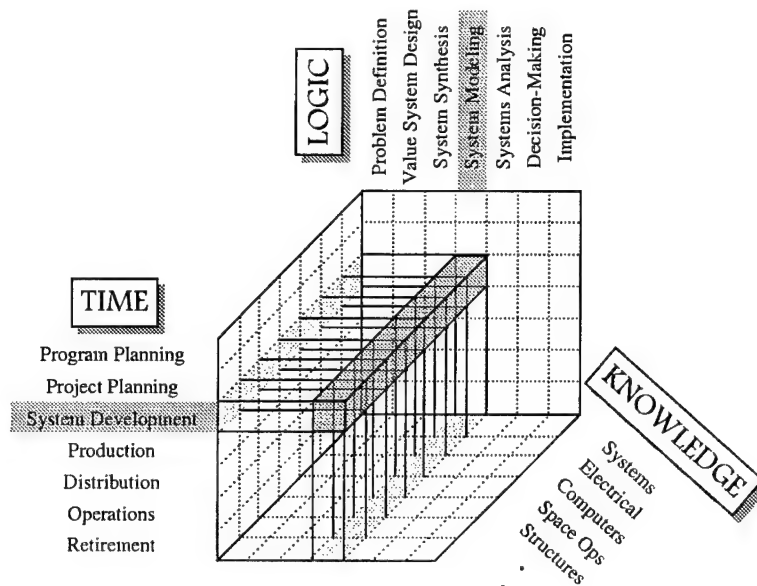 LOGIC
Problem Definition
Value System Design
System Synthesis
System Modeling
Systems Analysis
Decision-Making
Implementation
TIME
Program Planning
Project Planning
System Development
Production
Distribution
Operations
Retirement
KNOWLEDGE
Systems
Electrical
Computers
Space Ops
Structures